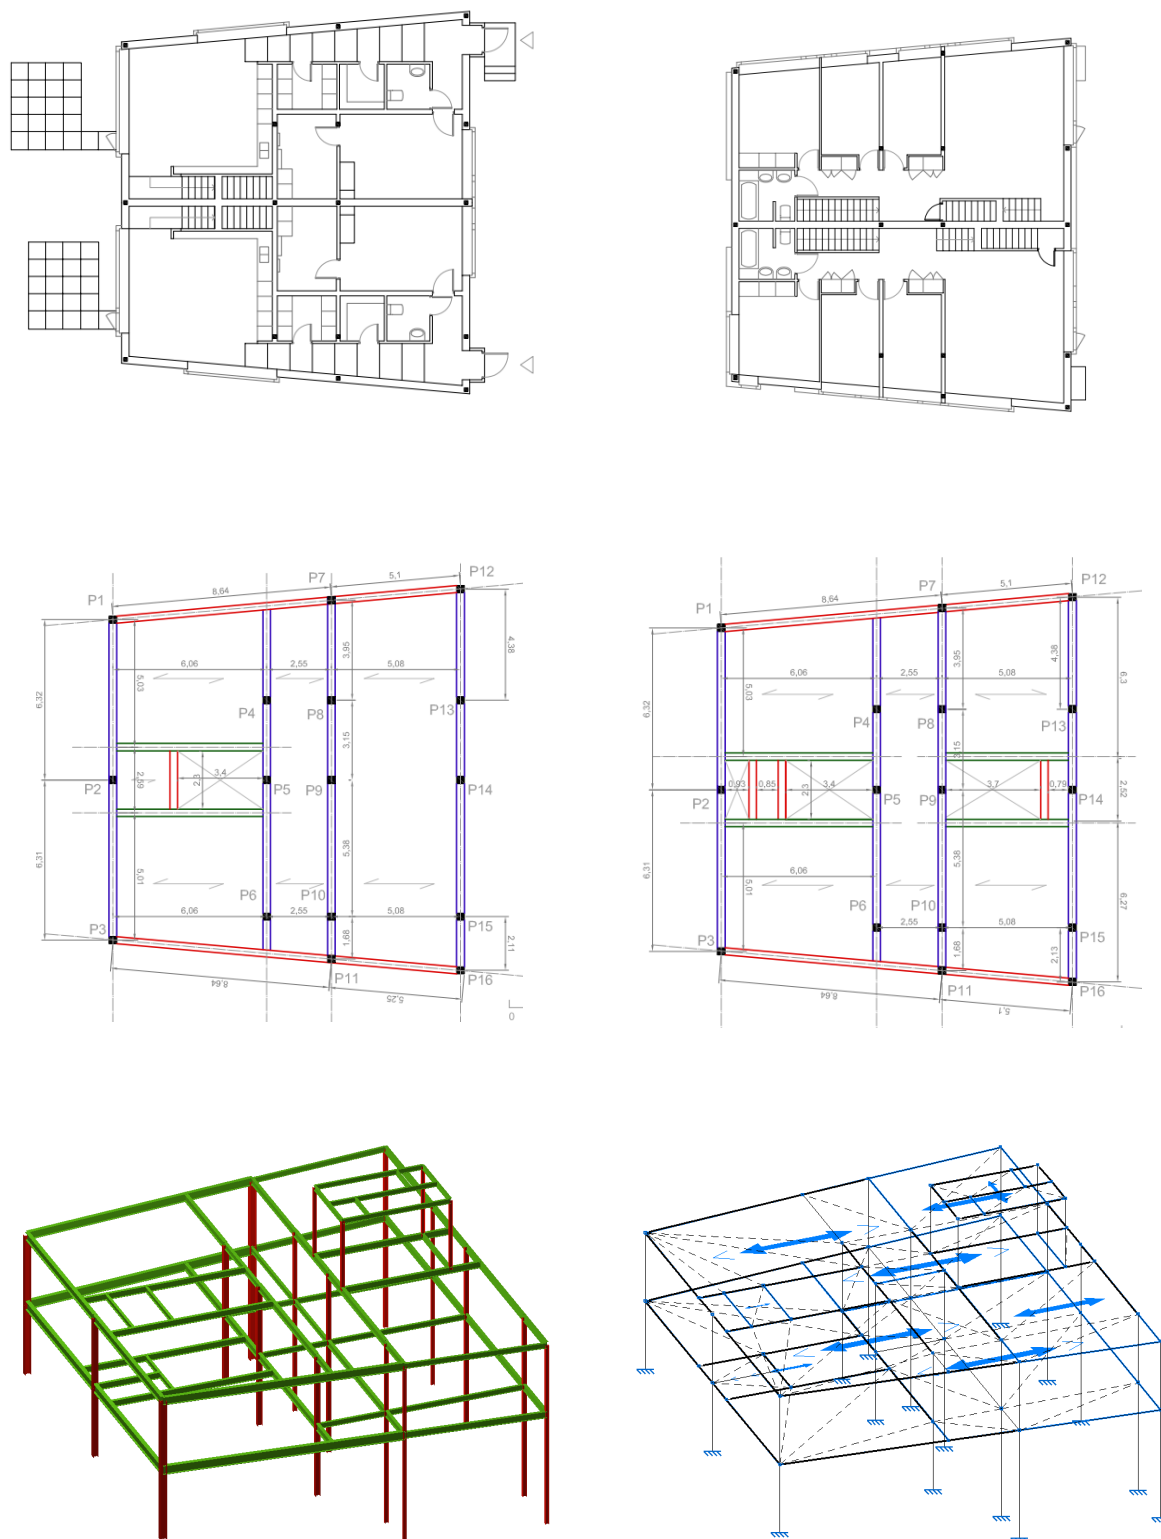 P7
5,1
P12
P1
8,64
3,95
4,38
6,06
2,55
5,08
5,03
6,32
P4
P8
P13
3,15
2,59
3,4
2,3
P2
P5
P9
P14
5,38
6,31
5,01
P6
P10
6,06
2,55
5,08
P15
P3
1,68
2,11
P11
P16
8,64
5,25
0
P7
5,1
P12
P1
8,64
3,95
4,38
6,3
6,06
2,55
5,08
5,03
6,32
P4
P8
P13
3,15
0,93
0,85
3,4
2,3
3,7
0,79
2,52
P2
P5
P9
P14
5,38
6,31
6,06
5,01
6,27
P6
P10
2,55
5,08
P15
P3
1,68
2,13
P11
P16
8,64
5,1